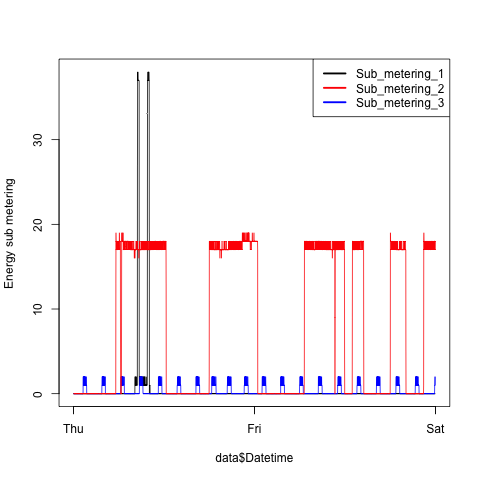 Sub_metering_1
Sub_metering_2
Sub_metering_3
Energy sub metering
30
20
10
0
Thu
Fri
Sat
data$Datetime